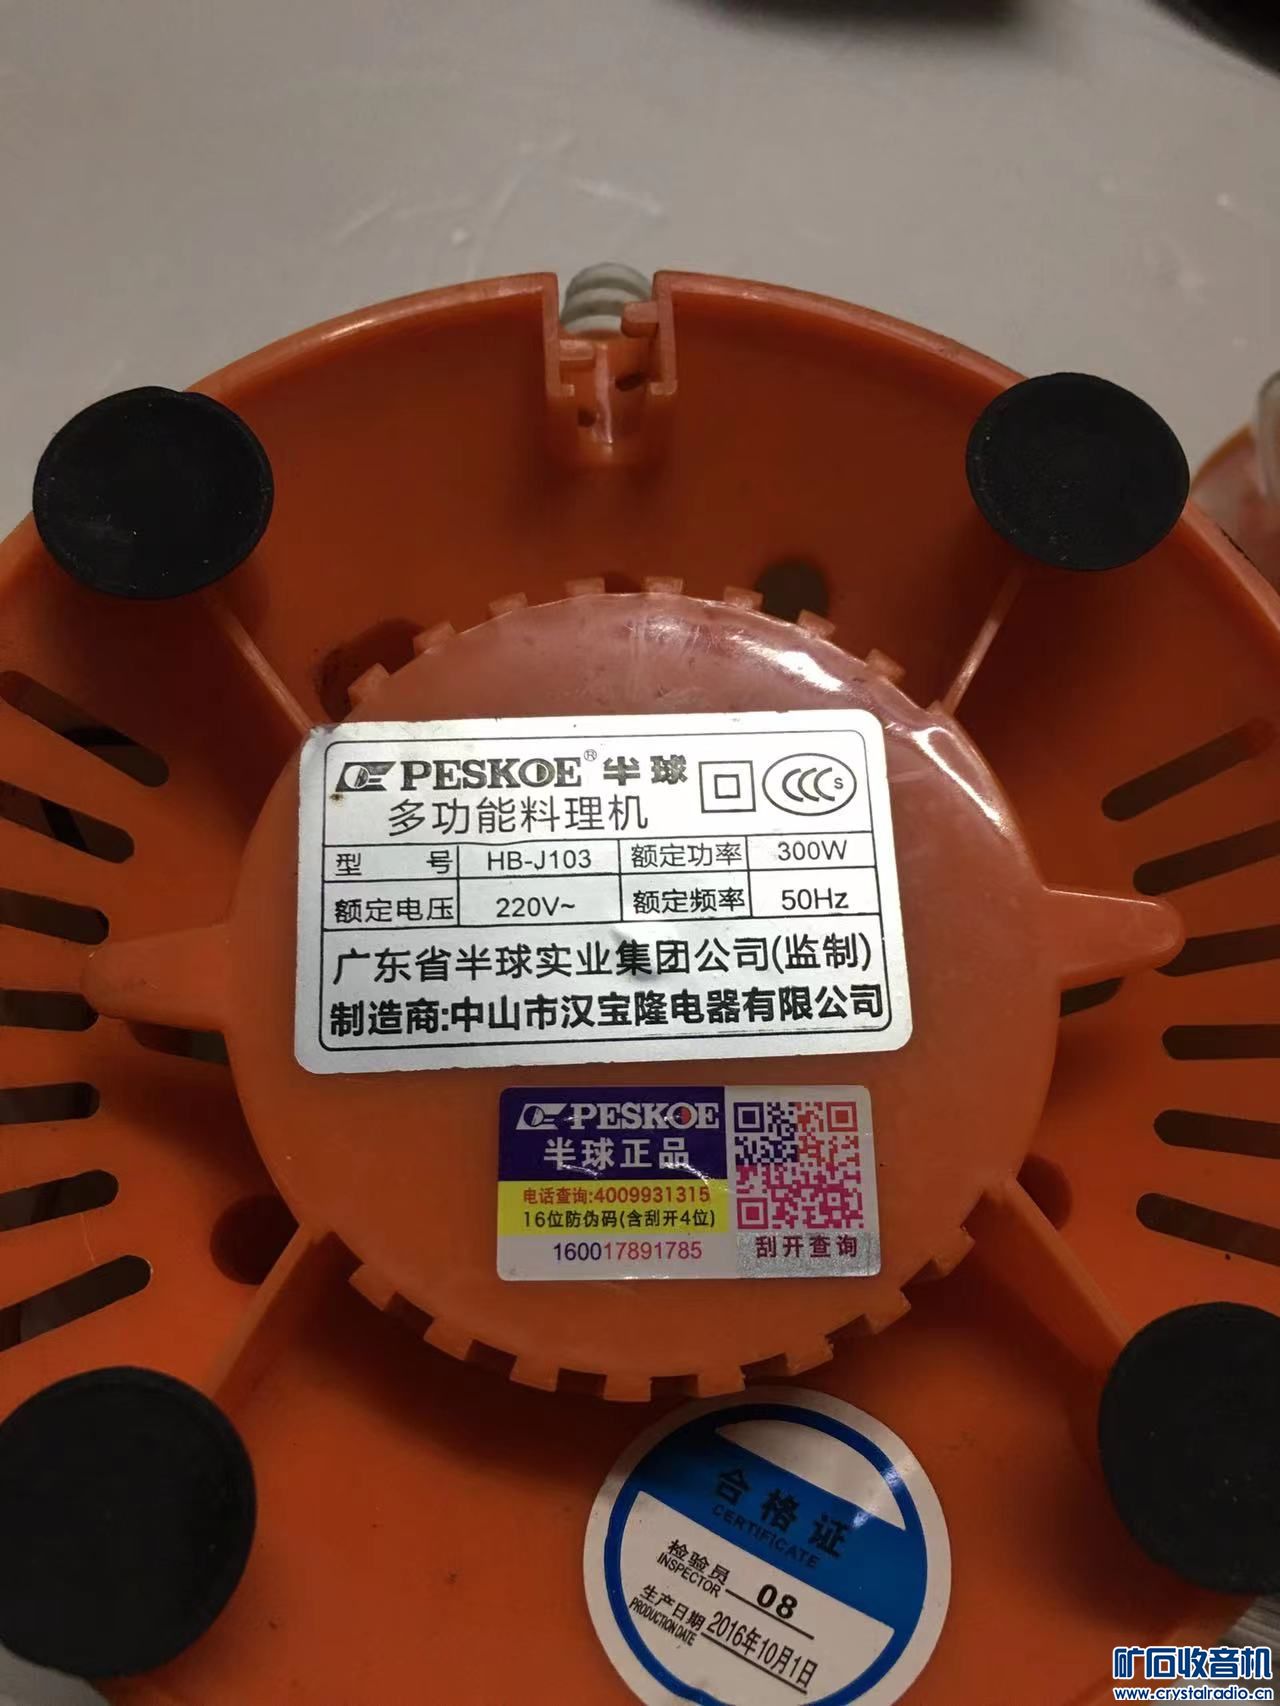 PESKOE® 半球
CCC S
多功能料理机
型 号 HB-J103 额定功率 300W
额定电压 220V~ 额定频率 50Hz
广东省半球实业集团公司(监制)
制造商:中山市汉宝隆电器有限公司
PESKOE
半球正品
电话查询:4009931315
16位防伪码(含刮开4位)
160017891785
刮开查询
合格证
CERTIFICATE
检验员 08
INSPECTOR
生产日期 2016年10月1日
PRODUCTION DATE
矿石收音机
www.crystalradio.cn